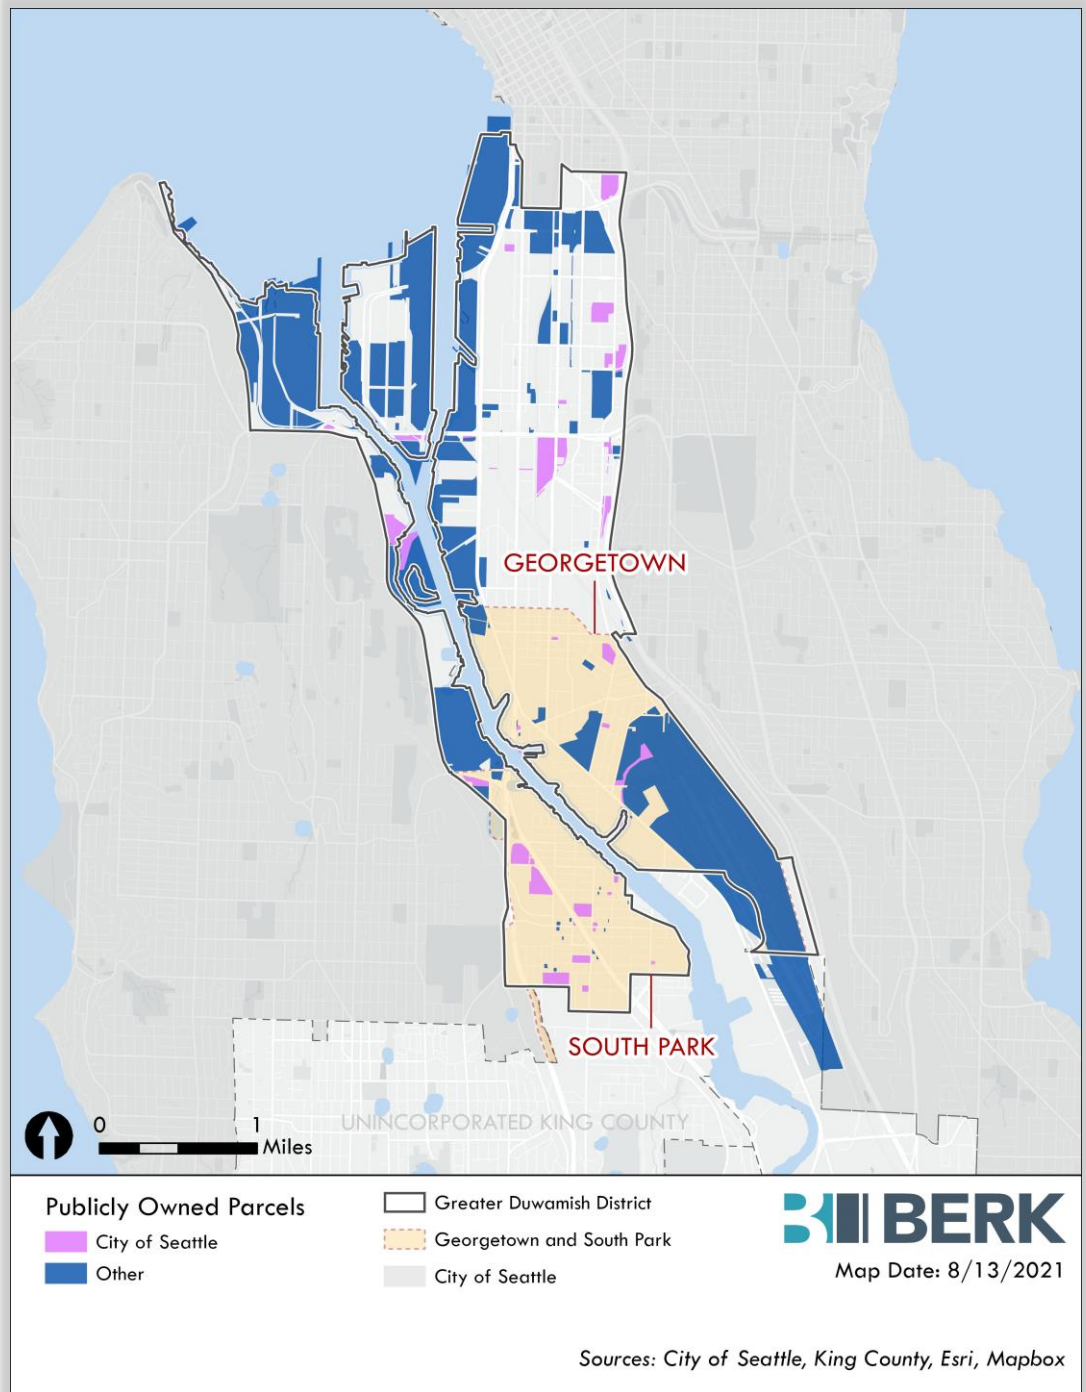 GEORGETOWN
SOUTH PARK
UNINCORPORATED KING COUNTY
0 1
Miles
Publicly Owned Parcels
City of Seattle
Other
Greater Duwamish District
Georgetown and South Park
City of Seattle
BERK
Map Date: 8/13/2021
Sources: City of Seattle, King County, Esri, Mapbox